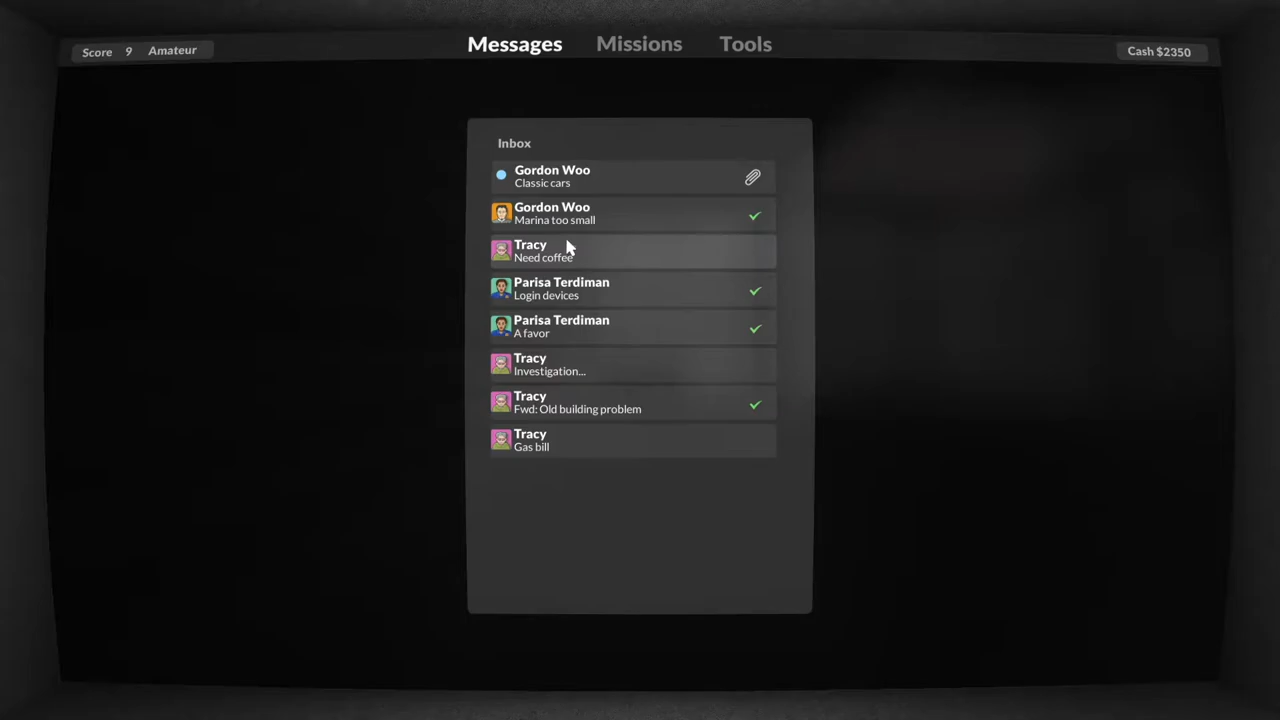 Score 9 Amateur
Messages Missions Tools
Cash $2350
Inbox
Gordon Woo
Classic cars
Gordon Woo
Marina too small
Tracy
Need coffee
Parisa Terdiman
Login devices
Parisa Terdiman
A favor
Tracy
Investigation...
Tracy
Fwd: Old building problem
Tracy
Gas bill